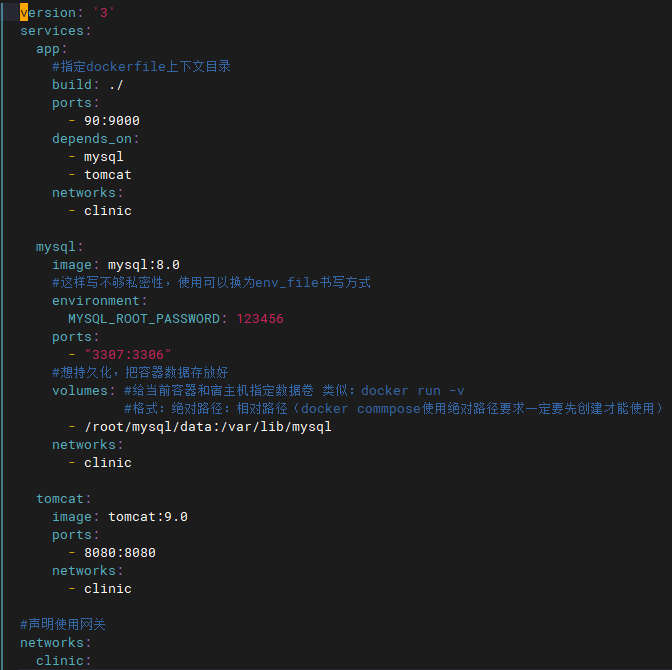 version: '3'
services:
  app:
    #指定dockerfile上下文目录
    build: ./
    ports:
      - 90:9000
    depends_on:
      - mysql
      - tomcat
    networks:
      - clinic

  mysql:
    image: mysql:8.0
    #这样写不够私密性，使用可以换为env_file书写方式
    environment:
      MYSQL_ROOT_PASSWORD: 123456
    ports:
      - "3307:3306"
    #想持久化，把容器数据存放好
    volumes: #给当前容器和宿主机指定数据卷 类似：docker run -v
             #格式：绝对路径：相对路径（docker commpose使用绝对路径要求一定要先创建才能使用）
      - /root/mysql/data:/var/lib/mysql
    networks:
      - clinic

  tomcat:
    image: tomcat:9.0
    ports:
      - 8080:8080
    networks:
      - clinic

#声明使用网关
networks:
  clinic: